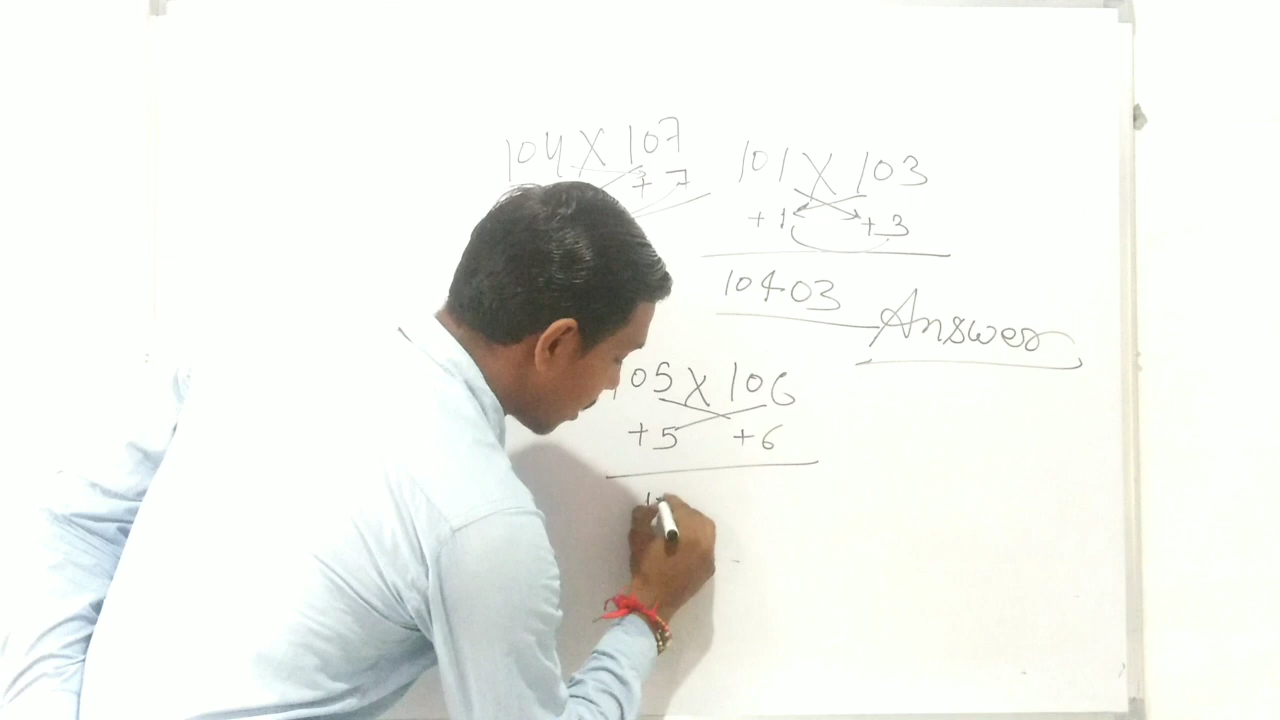 104 X 107
+ 7
101 X 103
+1 +3
10403 Answer
105 X 106
+5 +6